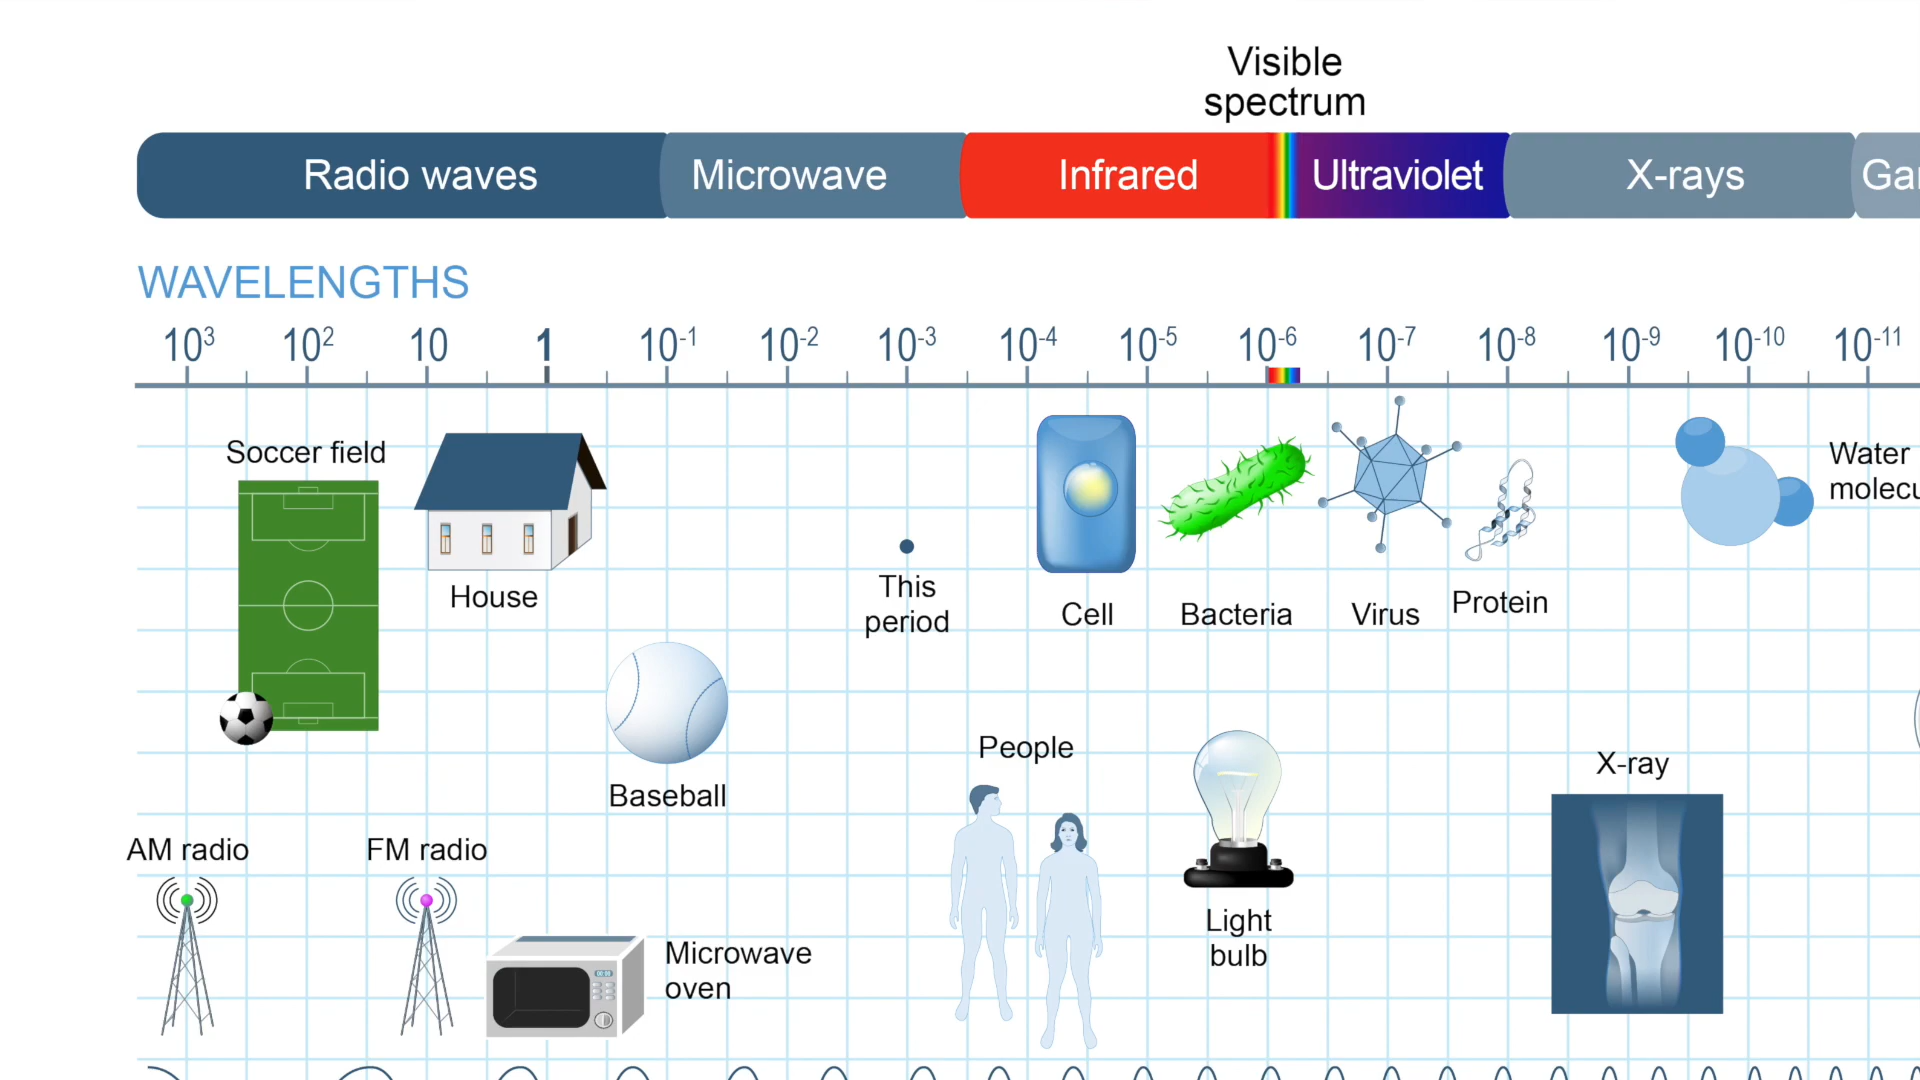 Visible
spectrum
Radio waves Microwave Infrared Ultraviolet X-rays
WAVELENGTHS
10³ 10² 10 1 10⁻¹ 10⁻² 10⁻³ 10⁻⁴ 10⁻⁵ 10⁻⁶ 10⁻⁷ 10⁻⁸ 10⁻⁹ 10⁻¹⁰ 10⁻¹¹
Soccer field
House
Baseball
This
period
Cell
Bacteria
Virus
Protein
Water
AM radio
FM radio
Microwave
oven
People
Light
bulb
X-ray